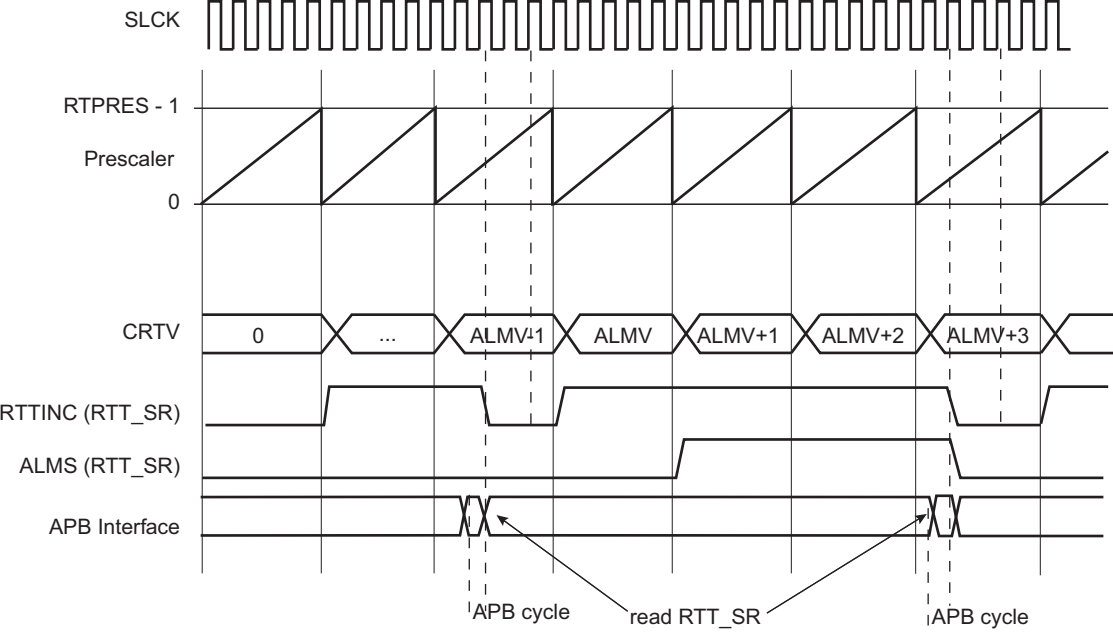 SLCK
RTPRES - 1
Prescaler
0
CRTV
0
...
ALMV-1
ALMV
ALMV+1
ALMV+2
ALMV+3
RTTINC (RTT_SR)
ALMS (RTT_SR)
APB Interface
APB cycle
read RTT_SR
APB cycle